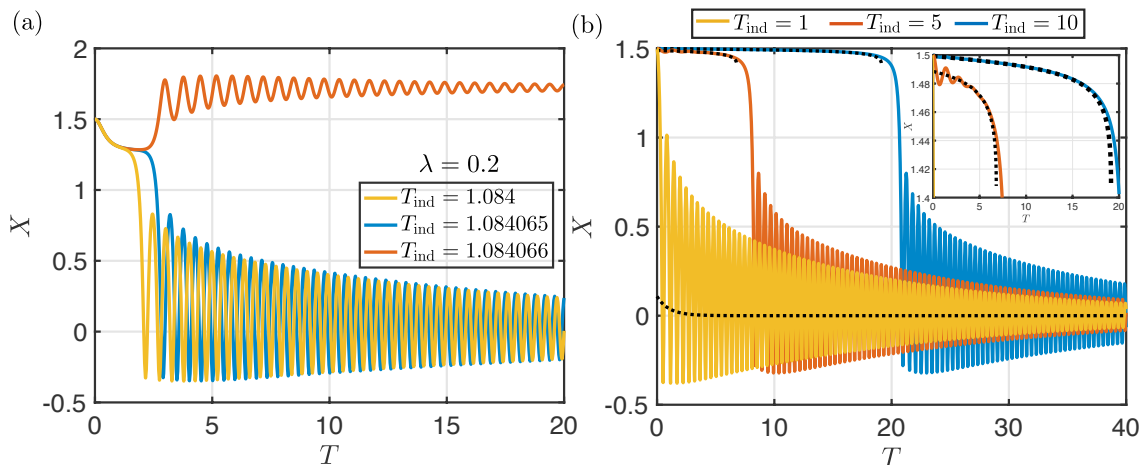 (a)
2
1.5
1
0.5
0
-0.5
X
0 5 10 15 20
T
λ = 0.2
T_ind = 1.084
T_ind = 1.084065
T_ind = 1.084066
(b)
T_ind = 1 T_ind = 5 T_ind = 10
1.5
1
0.5
0
-0.5
X
0 10 20 30 40
T
1.5
1.48
1.46
1.44
1.42
1.4
X
0 5 10 15 20
T